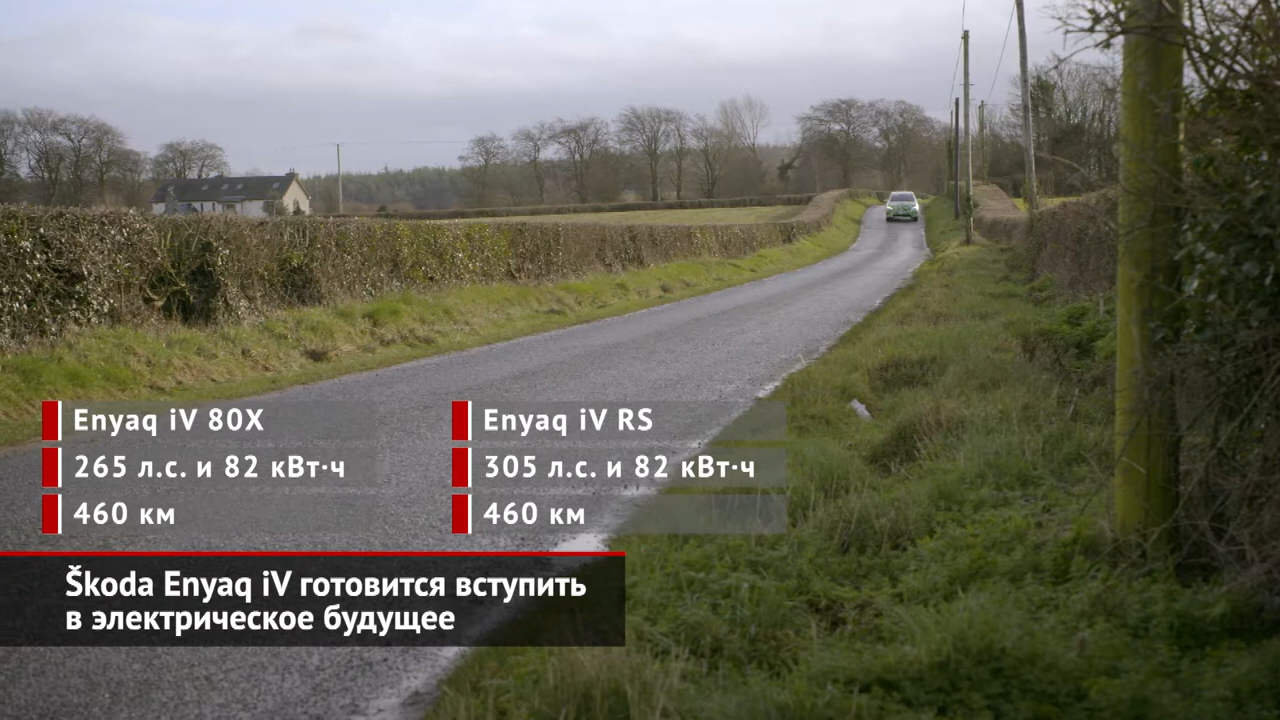 Enyaq iV 80X
265 л.с. и 82 кВт·ч
460 км
Enyaq iV RS
305 л.с. и 82 кВт·ч
460 км
Škoda Enyaq iV готовится вступить
в электрическое будущее